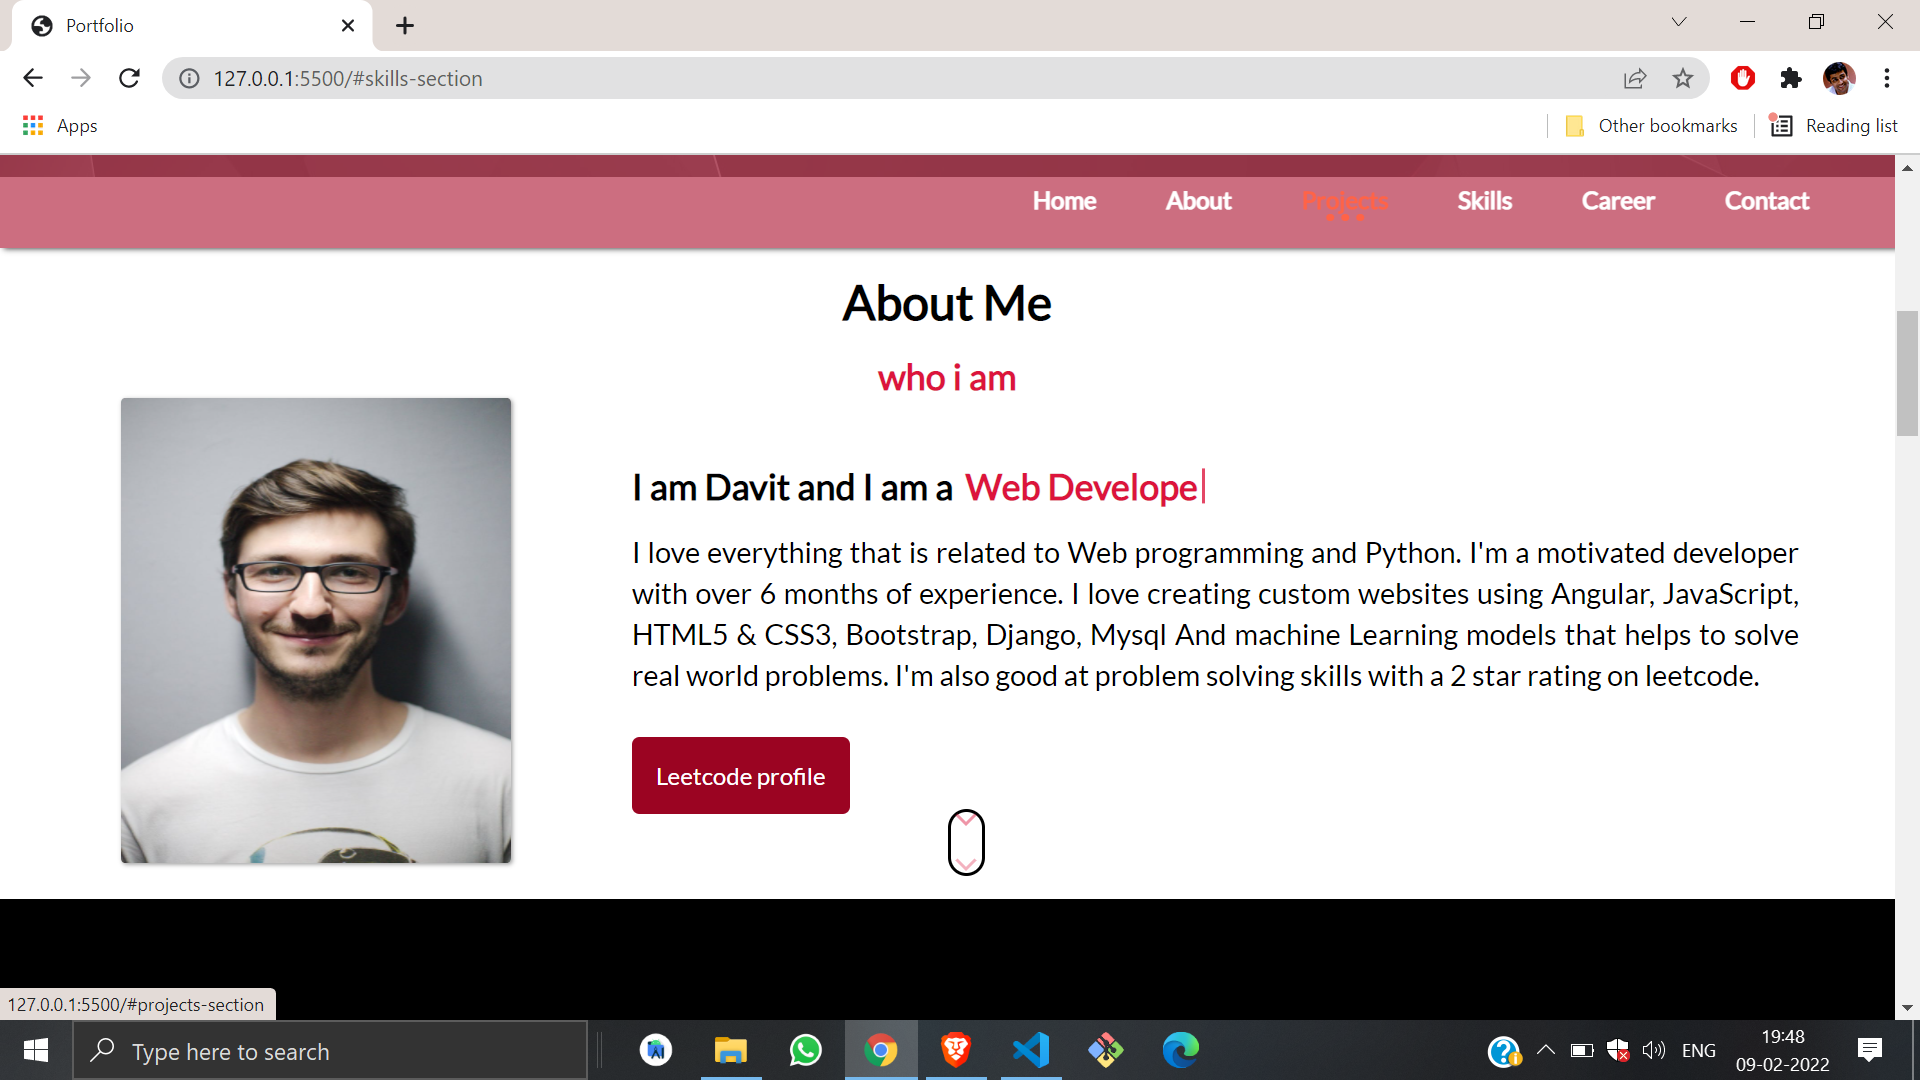 Portfolio
127.0.0.1:5500/#skills-section
Apps
Other bookmarks
Reading list
Home About Projects Skills Career Contact
About Me
who i am
I am Davit and I am a Web Develope
I love everything that is related to Web programming and Python. I'm a motivated developer
with over 6 months of experience. I love creating custom websites using Angular, JavaScript,
HTML5 & CSS3, Bootstrap, Django, Mysql And machine Learning models that helps to solve
real world problems. I'm also good at problem solving skills with a 2 star rating on leetcode.
Leetcode profile
127.0.0.1:5500/#projects-section
Type here to search
ENG
19:48
09-02-2022